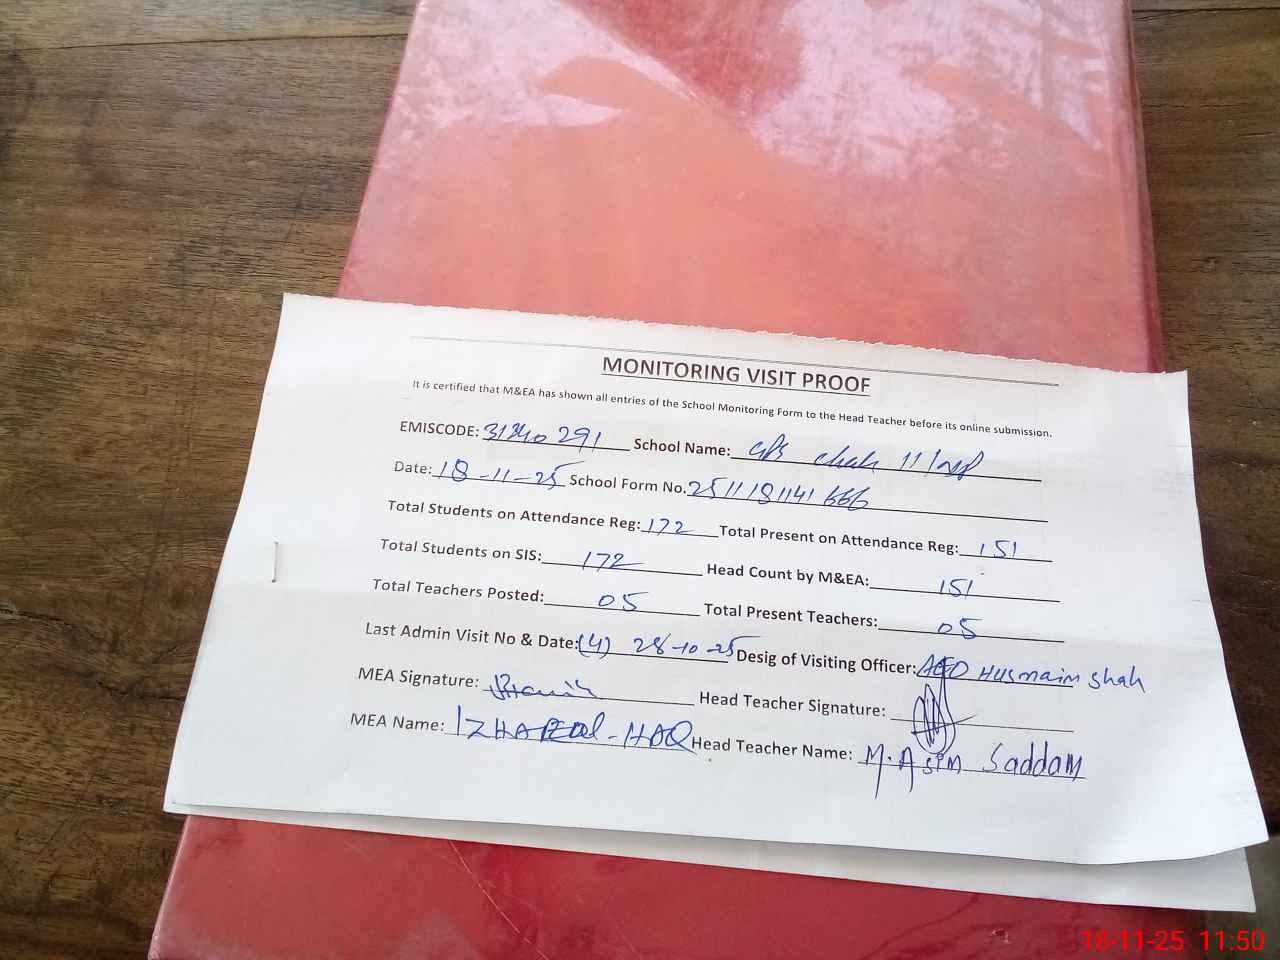 MONITORING VISIT PROOF
It is certified that M&EA has shown all entries of the School Monitoring Form to the Head Teacher before its online submission.
EMISCODE: 31340291 School Name: GPS chak 11/
Date: 18-11-25 School Form No. 2511181141666
Total Students on Attendance Reg: 172 Total Present on Attendance Reg: 151
Total Students on SIS: 172 Head Count by M&EA: 151
Total Teachers Posted: 05 Total Present Teachers: 05
Last Admin Visit No & Date: (4) 28-10-25 Desig of Visiting Officer: AEO Husnain Shah
MEA Signature: Head Teacher Signature:
MEA Name: IZHAR ul-HAQ Head Teacher Name: M. Asim Saddam
18-11-25 11:50